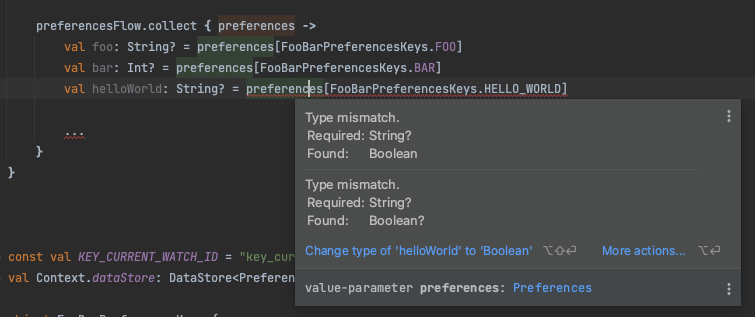 preferencesFlow.collect { preferences ->
val foo: String? = preferences[FooBarPreferencesKeys.FOO]
val bar: Int? = preferences[FooBarPreferencesKeys.BAR]
val helloWorld: String? = preferences[FooBarPreferencesKeys.HELLO_WORLD]
...
}
}
Type mismatch.
Required: String?
Found: Boolean
Type mismatch.
Required: String?
Found: Boolean?
Change type of 'helloWorld' to 'Boolean' ⌥⇧⏎ More actions... ⌥⏎
value-parameter preferences: Preferences
const val KEY_CURRENT_WATCH_ID = "key_cur
val Context.dataStore: DataStore<Preferen